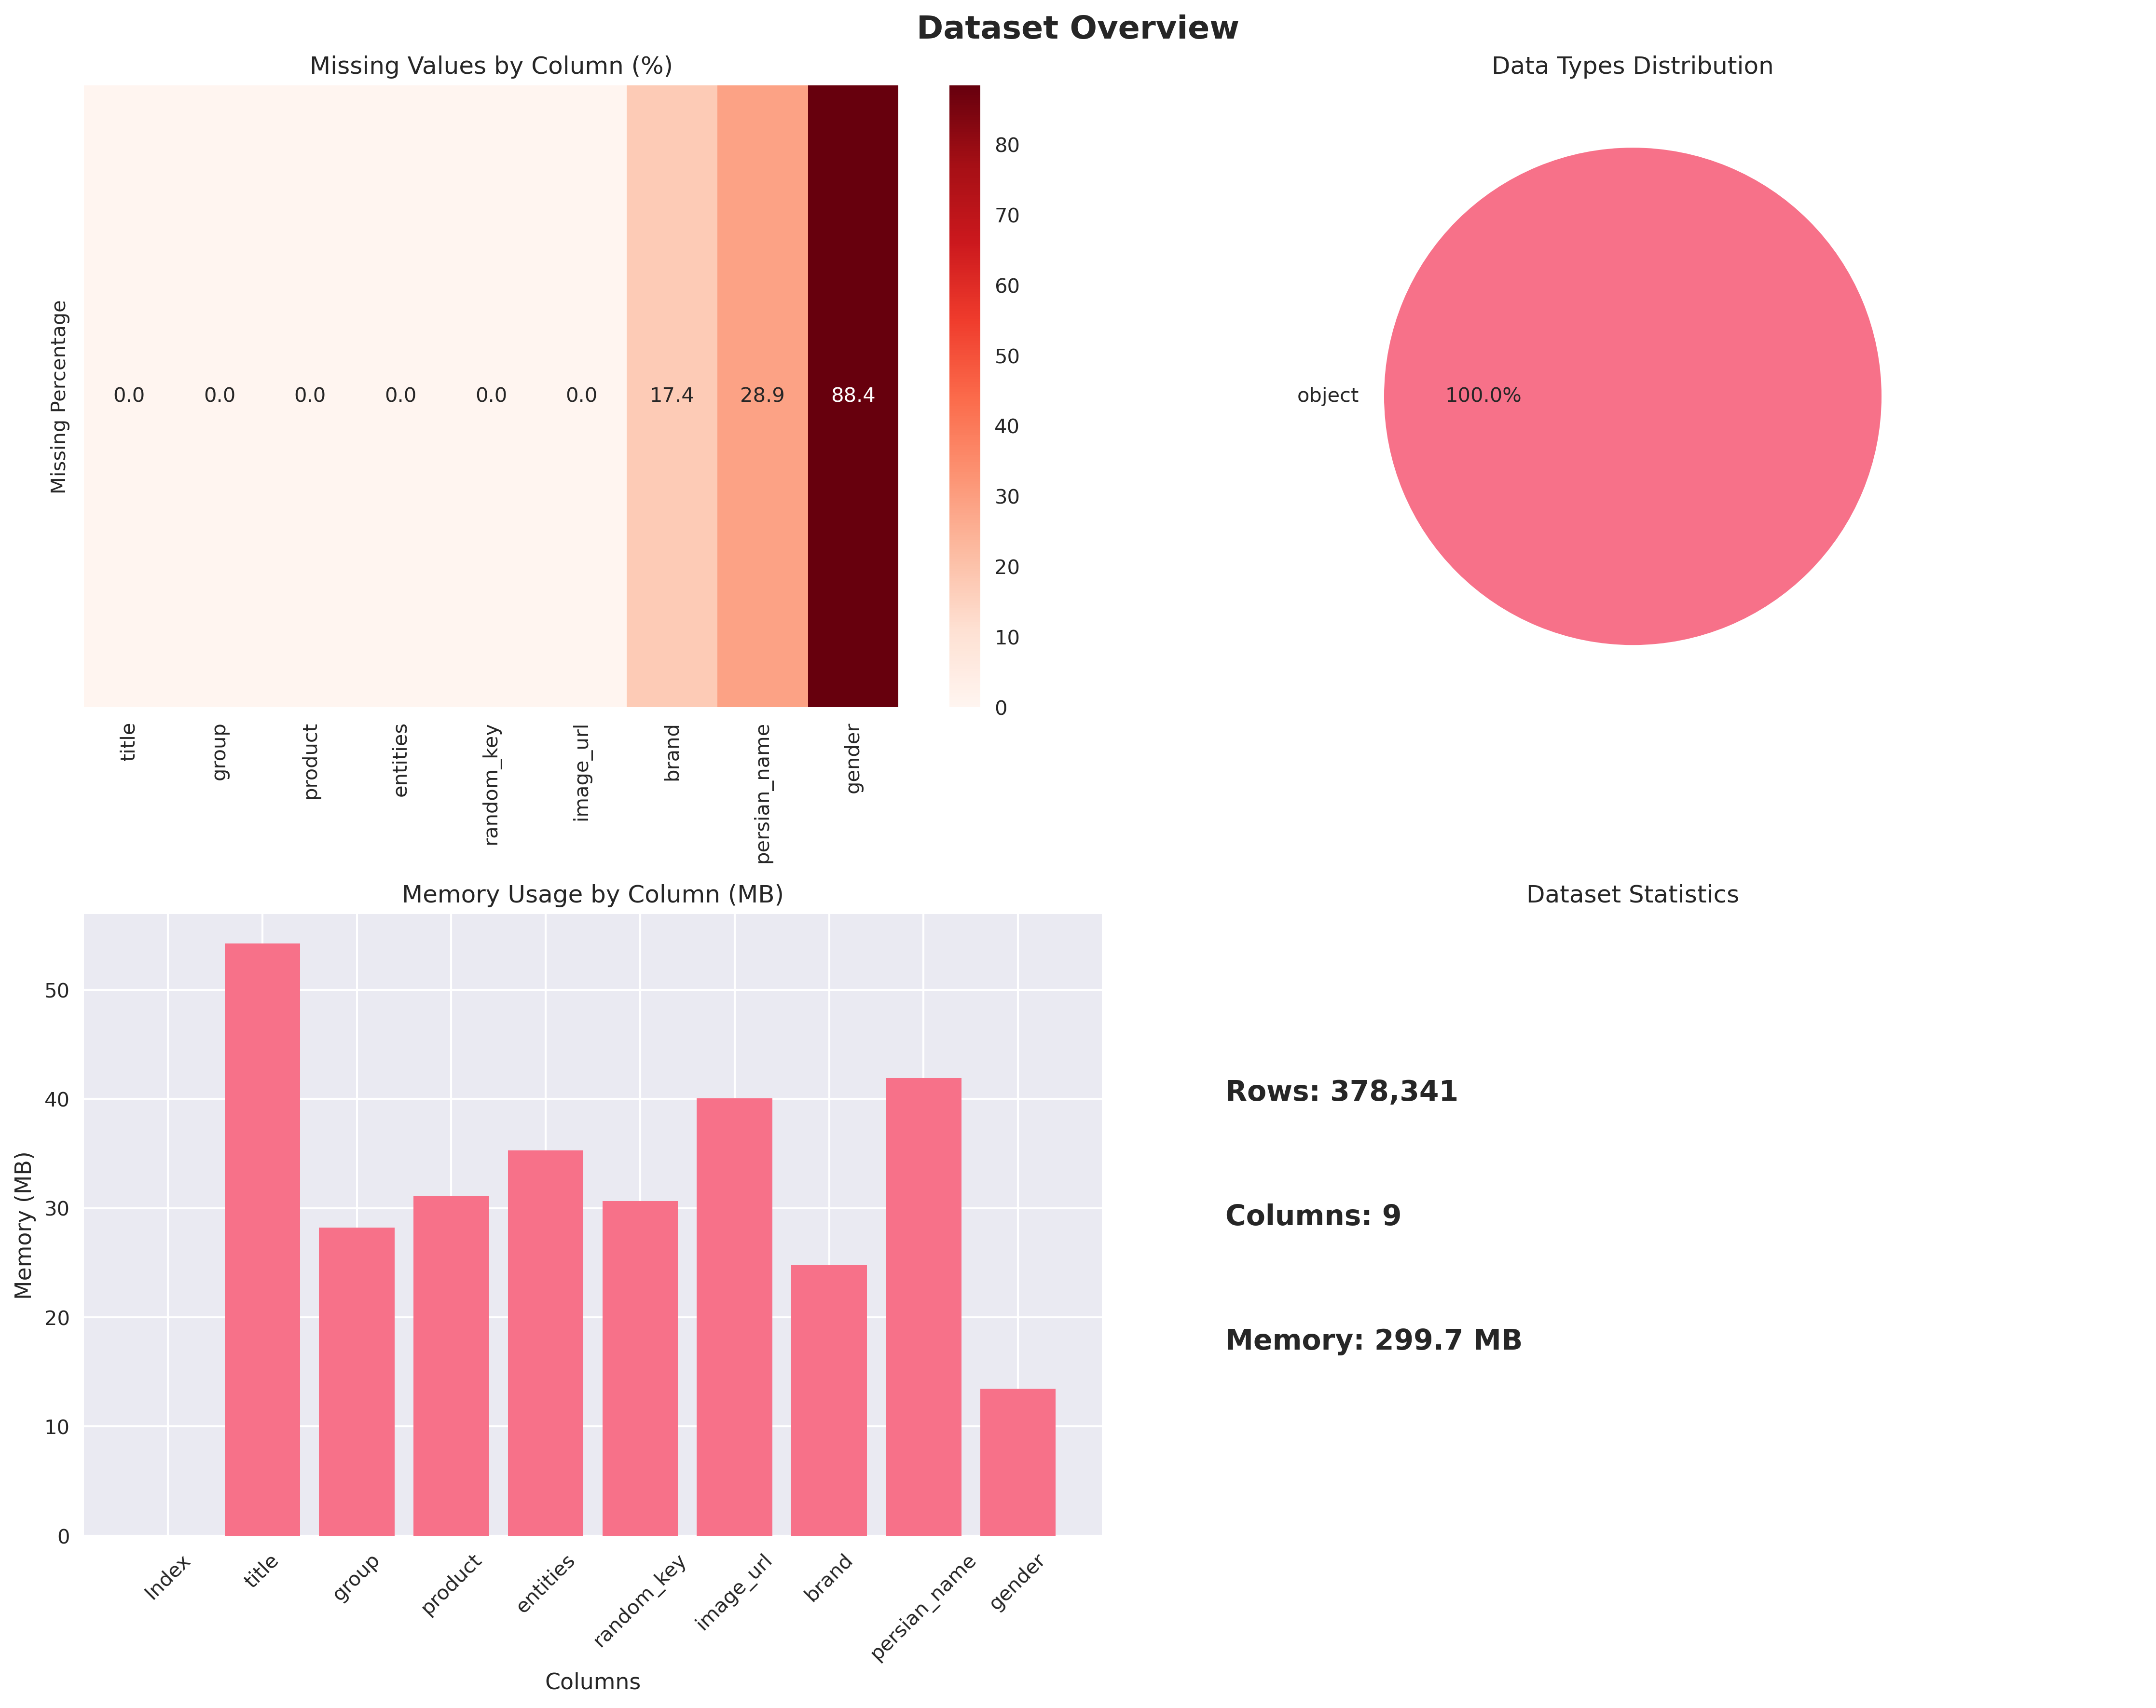 Dataset Overview
Missing Values by Column (%)
Missing Percentage
0.0 0.0 0.0 0.0 0.0 0.0 17.4 28.9 88.4
title
group
product
entities
random_key
image_url
brand
persian_name
gender
80
70
60
50
40
30
20
10
0
Data Types Distribution
object
100.0%
Memory Usage by Column (MB)
Memory (MB)
50
40
30
20
10
0
Index
title
group
product
entities
random_key
image_url
brand
persian_name
gender
Columns
Dataset Statistics
Rows: 378,341
Columns: 9
Memory: 299.7 MB